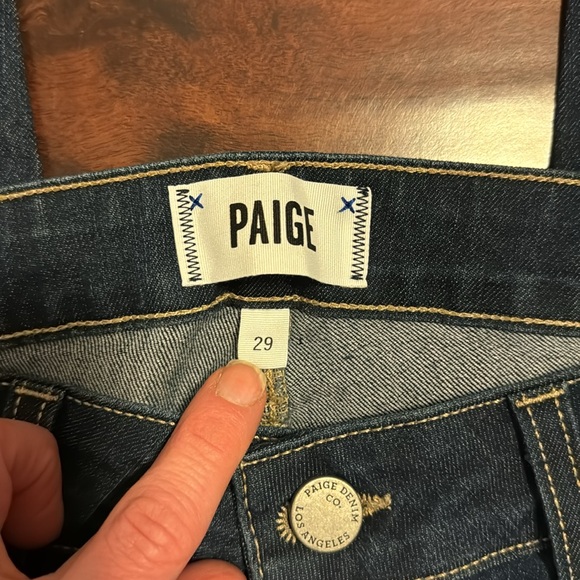 PAIGE
29
PAIGE DENIM
CO.
LOS ANGELES